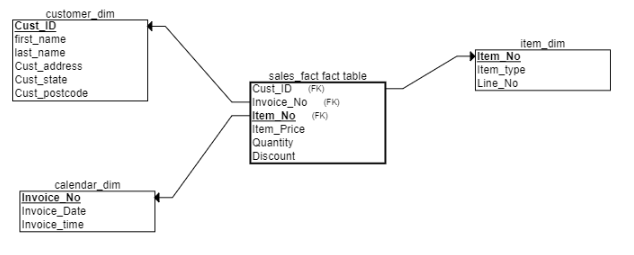 customer_dim
Cust_ID
first_name
last_name
Cust_address
Cust_state
Cust_postcode
item_dim
Item_No
Item_type
Line_No
sales_fact fact table
Cust_ID (FK)
Invoice_No (FK)
Item_No (FK)
Item_Price
Quantity
Discount
calendar_dim
Invoice_No
Invoice_Date
Invoice_time